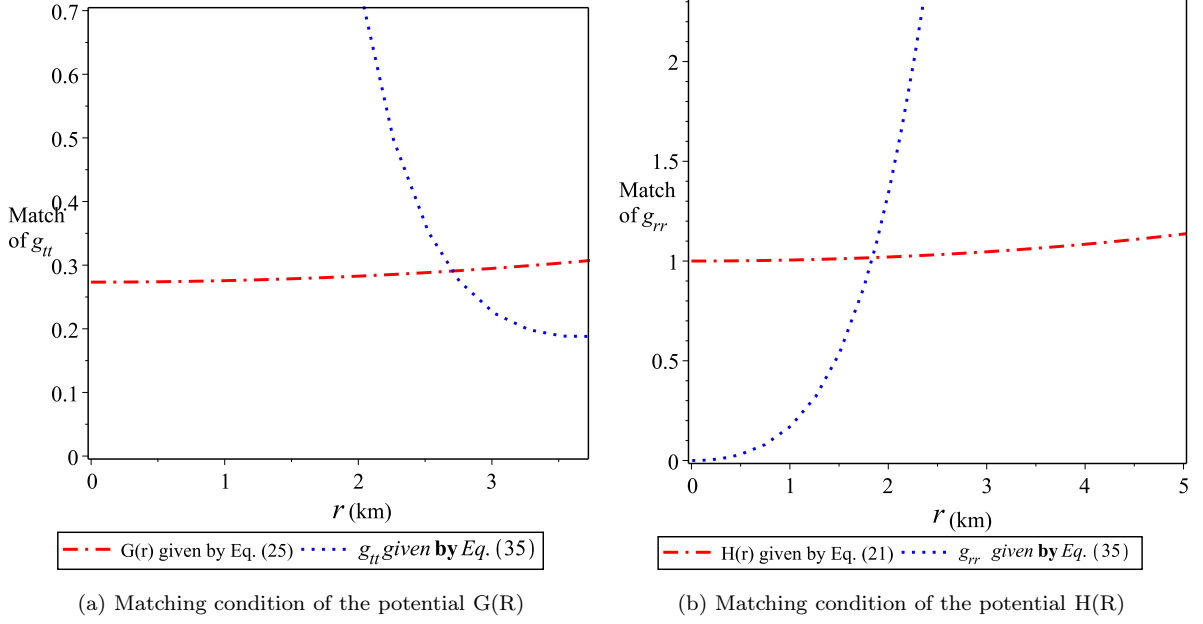 0.7
0.6
0.5
0.4
Match
of g_tt
0.3
0.2
0.1
0
0
1
2
3
r (km)
G(r) given by Eq. (25) g_tt given by Eq. (35)
(a) Matching condition of the potential G(R)
2
1.5
Match
of g_rr
1
0.5
0
0
1
2
3
4
5
r (km)
H(r) given by Eq. (21) g_rr given by Eq. (35)
(b) Matching condition of the potential H(R)